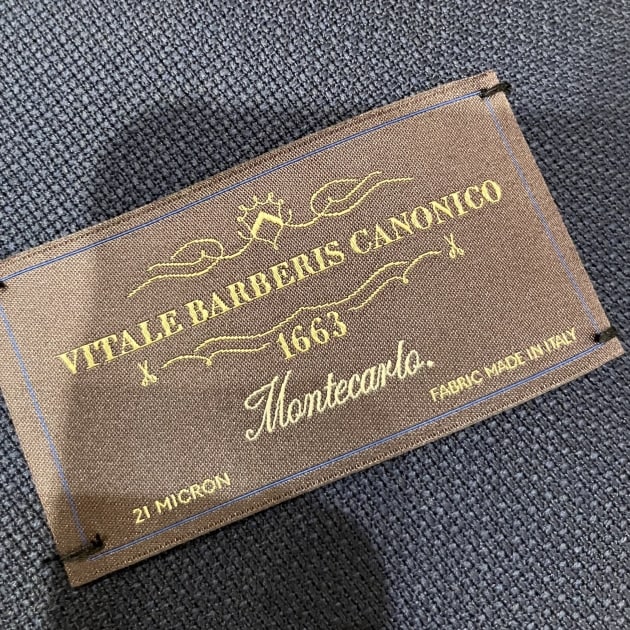 VITALE BARBERIS CANONICO
1663
Montecarlo.
FABRIC MADE IN ITALY
21 MICRON